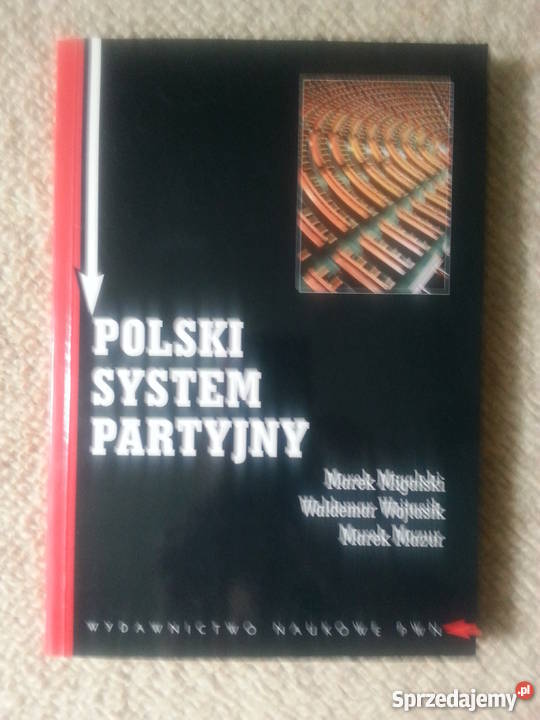 POLSKI
SYSTEM
PARTYJNY
Marek Migalski
Waldemar Wojtasik
Marek Mazur
WYDAWNICTWO NAUKOWE PWN
Sprzedajemy.pl